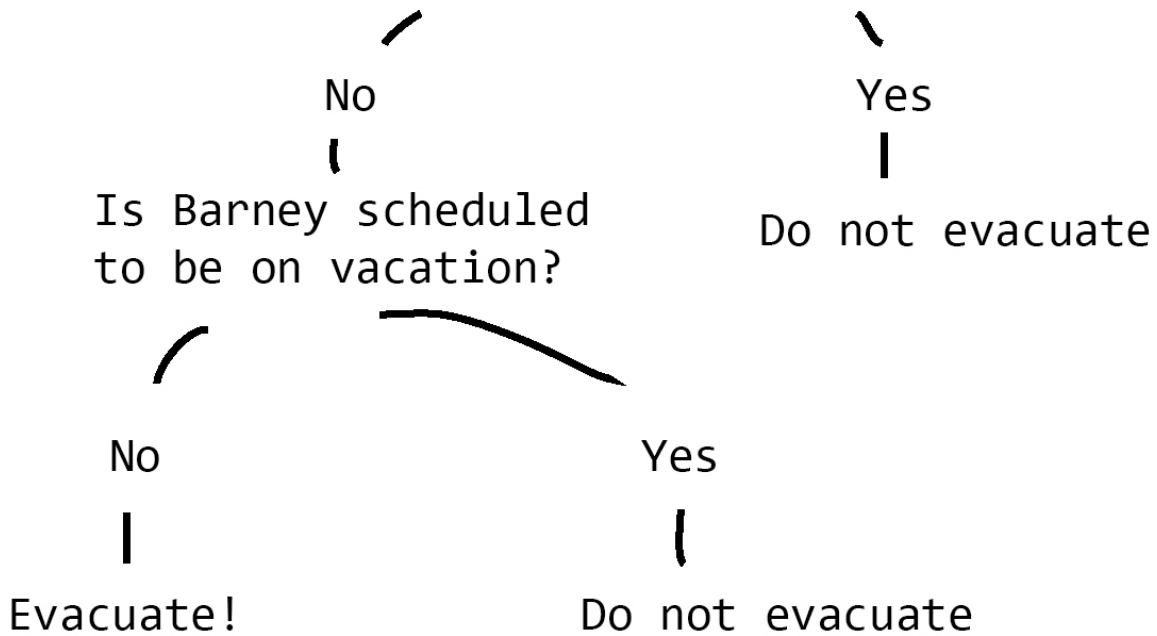 No
Yes
Is Barney scheduled
to be on vacation?
Do not evacuate
No
Yes
Evacuate!
Do not evacuate